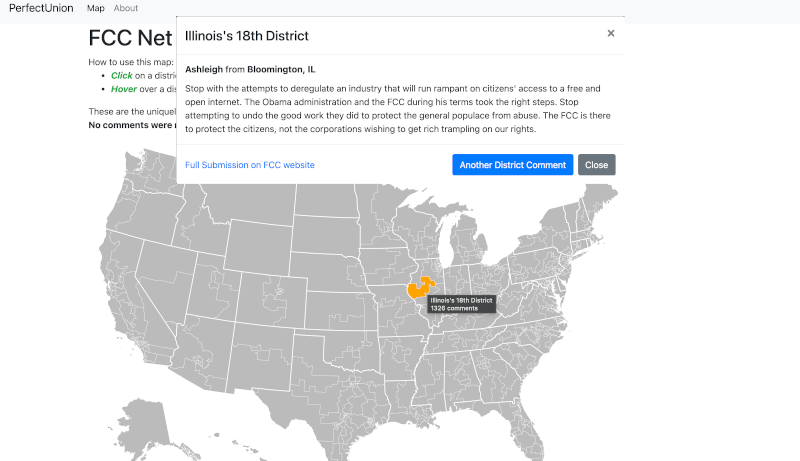 PerfectUnion Map About
FCC Net
How to use this map:
Click on a distri
Hover over a dis
These are the uniquel
No comments were r
Illinois's 18th District
×
Ashleigh from Bloomington, IL
Stop with the attempts to deregulate an industry that will run rampant on citizens' access to a free and
open internet. The Obama administration and the FCC during his terms took the right steps. Stop
attempting to undo the good work they did to protect the general populace from abuse. The FCC is there
to protect the citizens, not the corporations wishing to get rich trampling on our rights.
Full Submission on FCC website
Another District Comment
Close
Illinois's 18th District
1326 comments